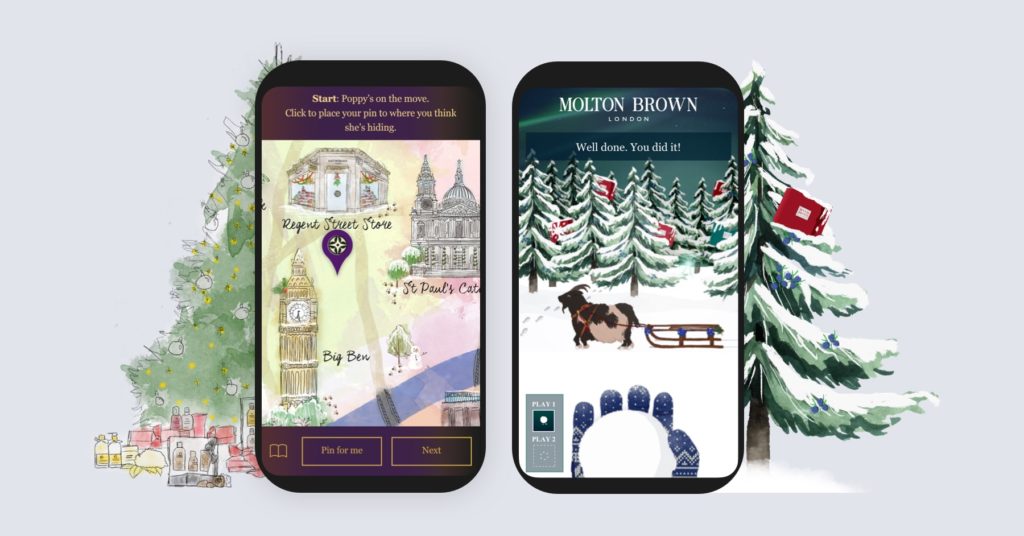 Start: Poppy's on the move.
Click to place your pin to where you think
she's hiding.
Regent Street Store
St Paul's Cat
Big Ben
Pin for me
Next
MOLTON BROWN
LONDON
Well done. You did it!
PLAY 1
PLAY 2